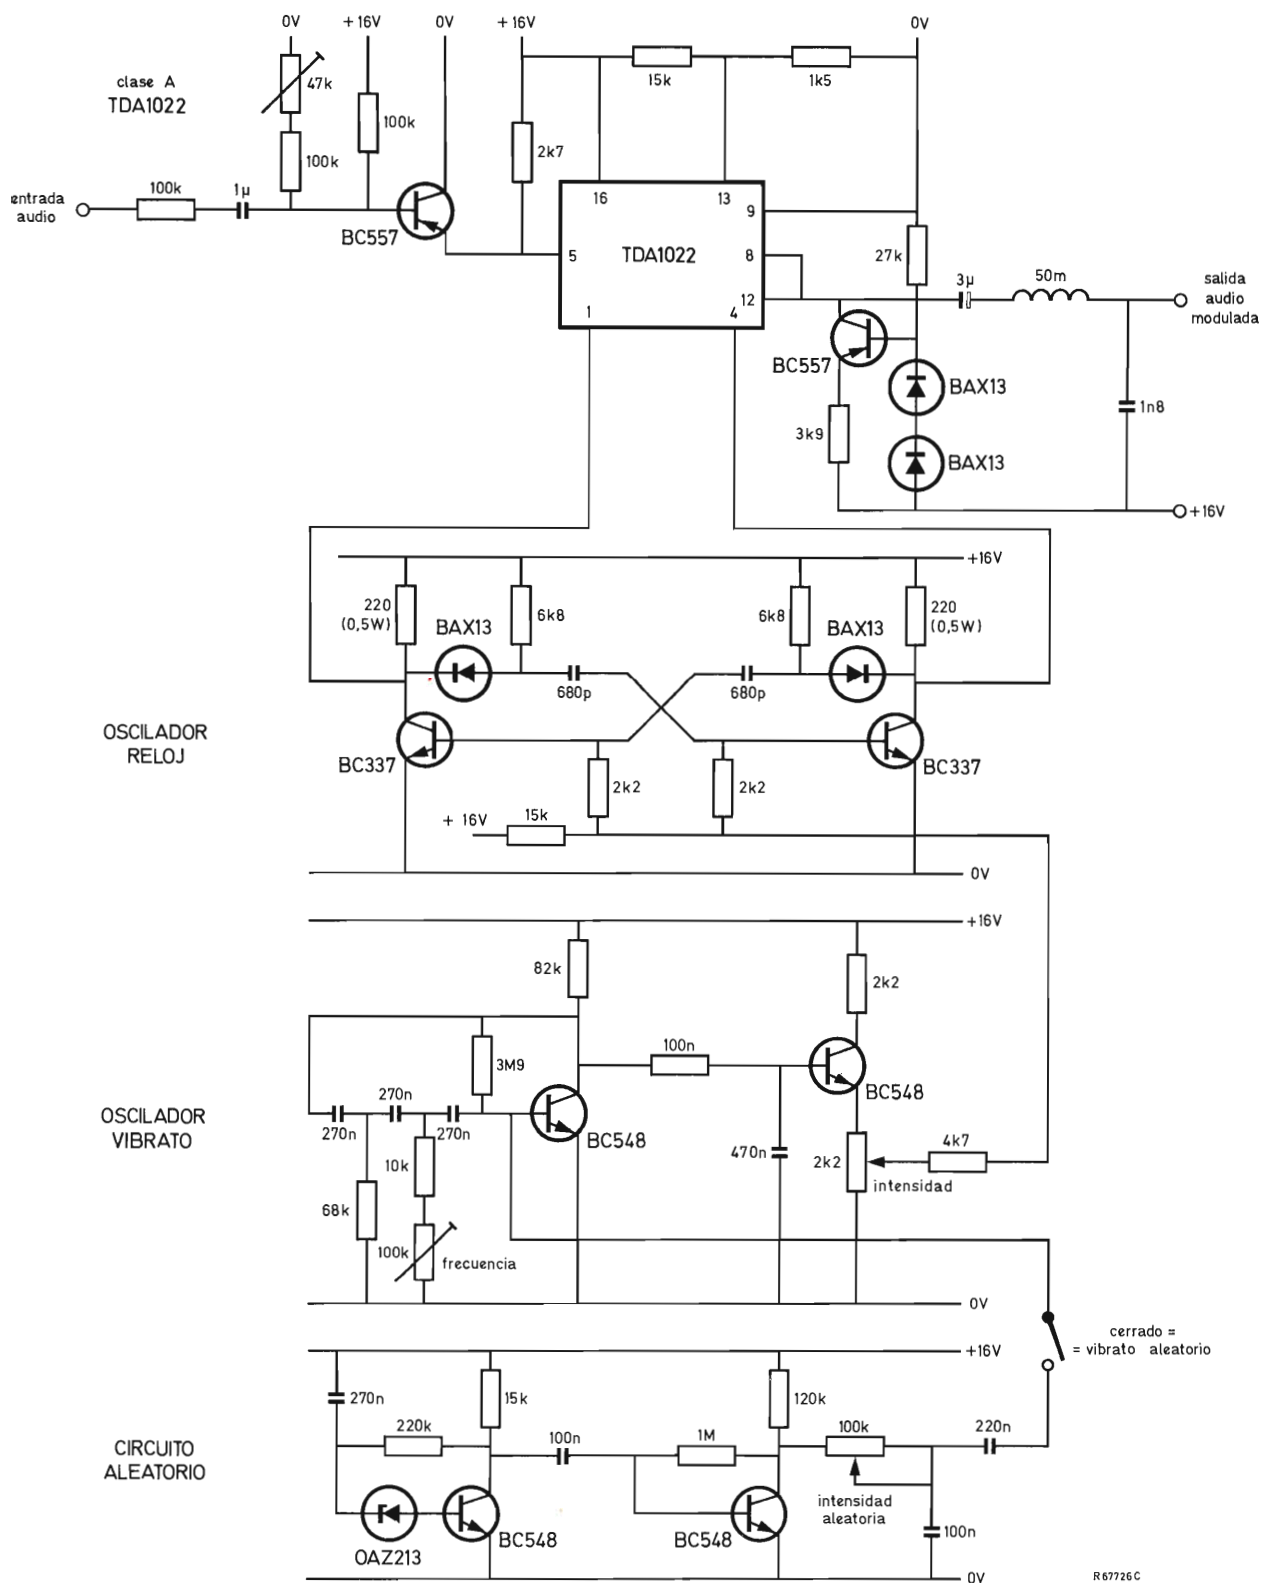 0V
+16V
0V
+16V
0V
clase A
TDA1022
47k
100k
100k
15k
1k5
2k7
entrada
audio
100k
1µ
BC557
16
13
9
5
TDA1022
8
12
1
4
27k
3µ
50m
salida
audio
modulada
BC557
BAX13
3k9
BAX13
1n8
+16V
+16V
220
(0,5W)
BAX13
6k8
6k8
BAX13
220
(0,5W)
680p
680p
OSCILADOR
RELOJ
BC337
BC337
2k2
2k2
+ 16V
15k
0V
+16V
82k
2k2
3M9
100n
BC548
OSCILADOR
VIBRATO
270n
270n
270n
BC548
10k
470n
2k2
4k7
intensidad
68k
100k
frecuencia
0V
cerrado =
= vibrato aleatorio
+16V
270n
15k
120k
220k
100n
1M
100k
220n
CIRCUITO
ALEATORIO
intensidad
aleatoria
OAZ213
BC548
BC548
100n
0V
R67726C